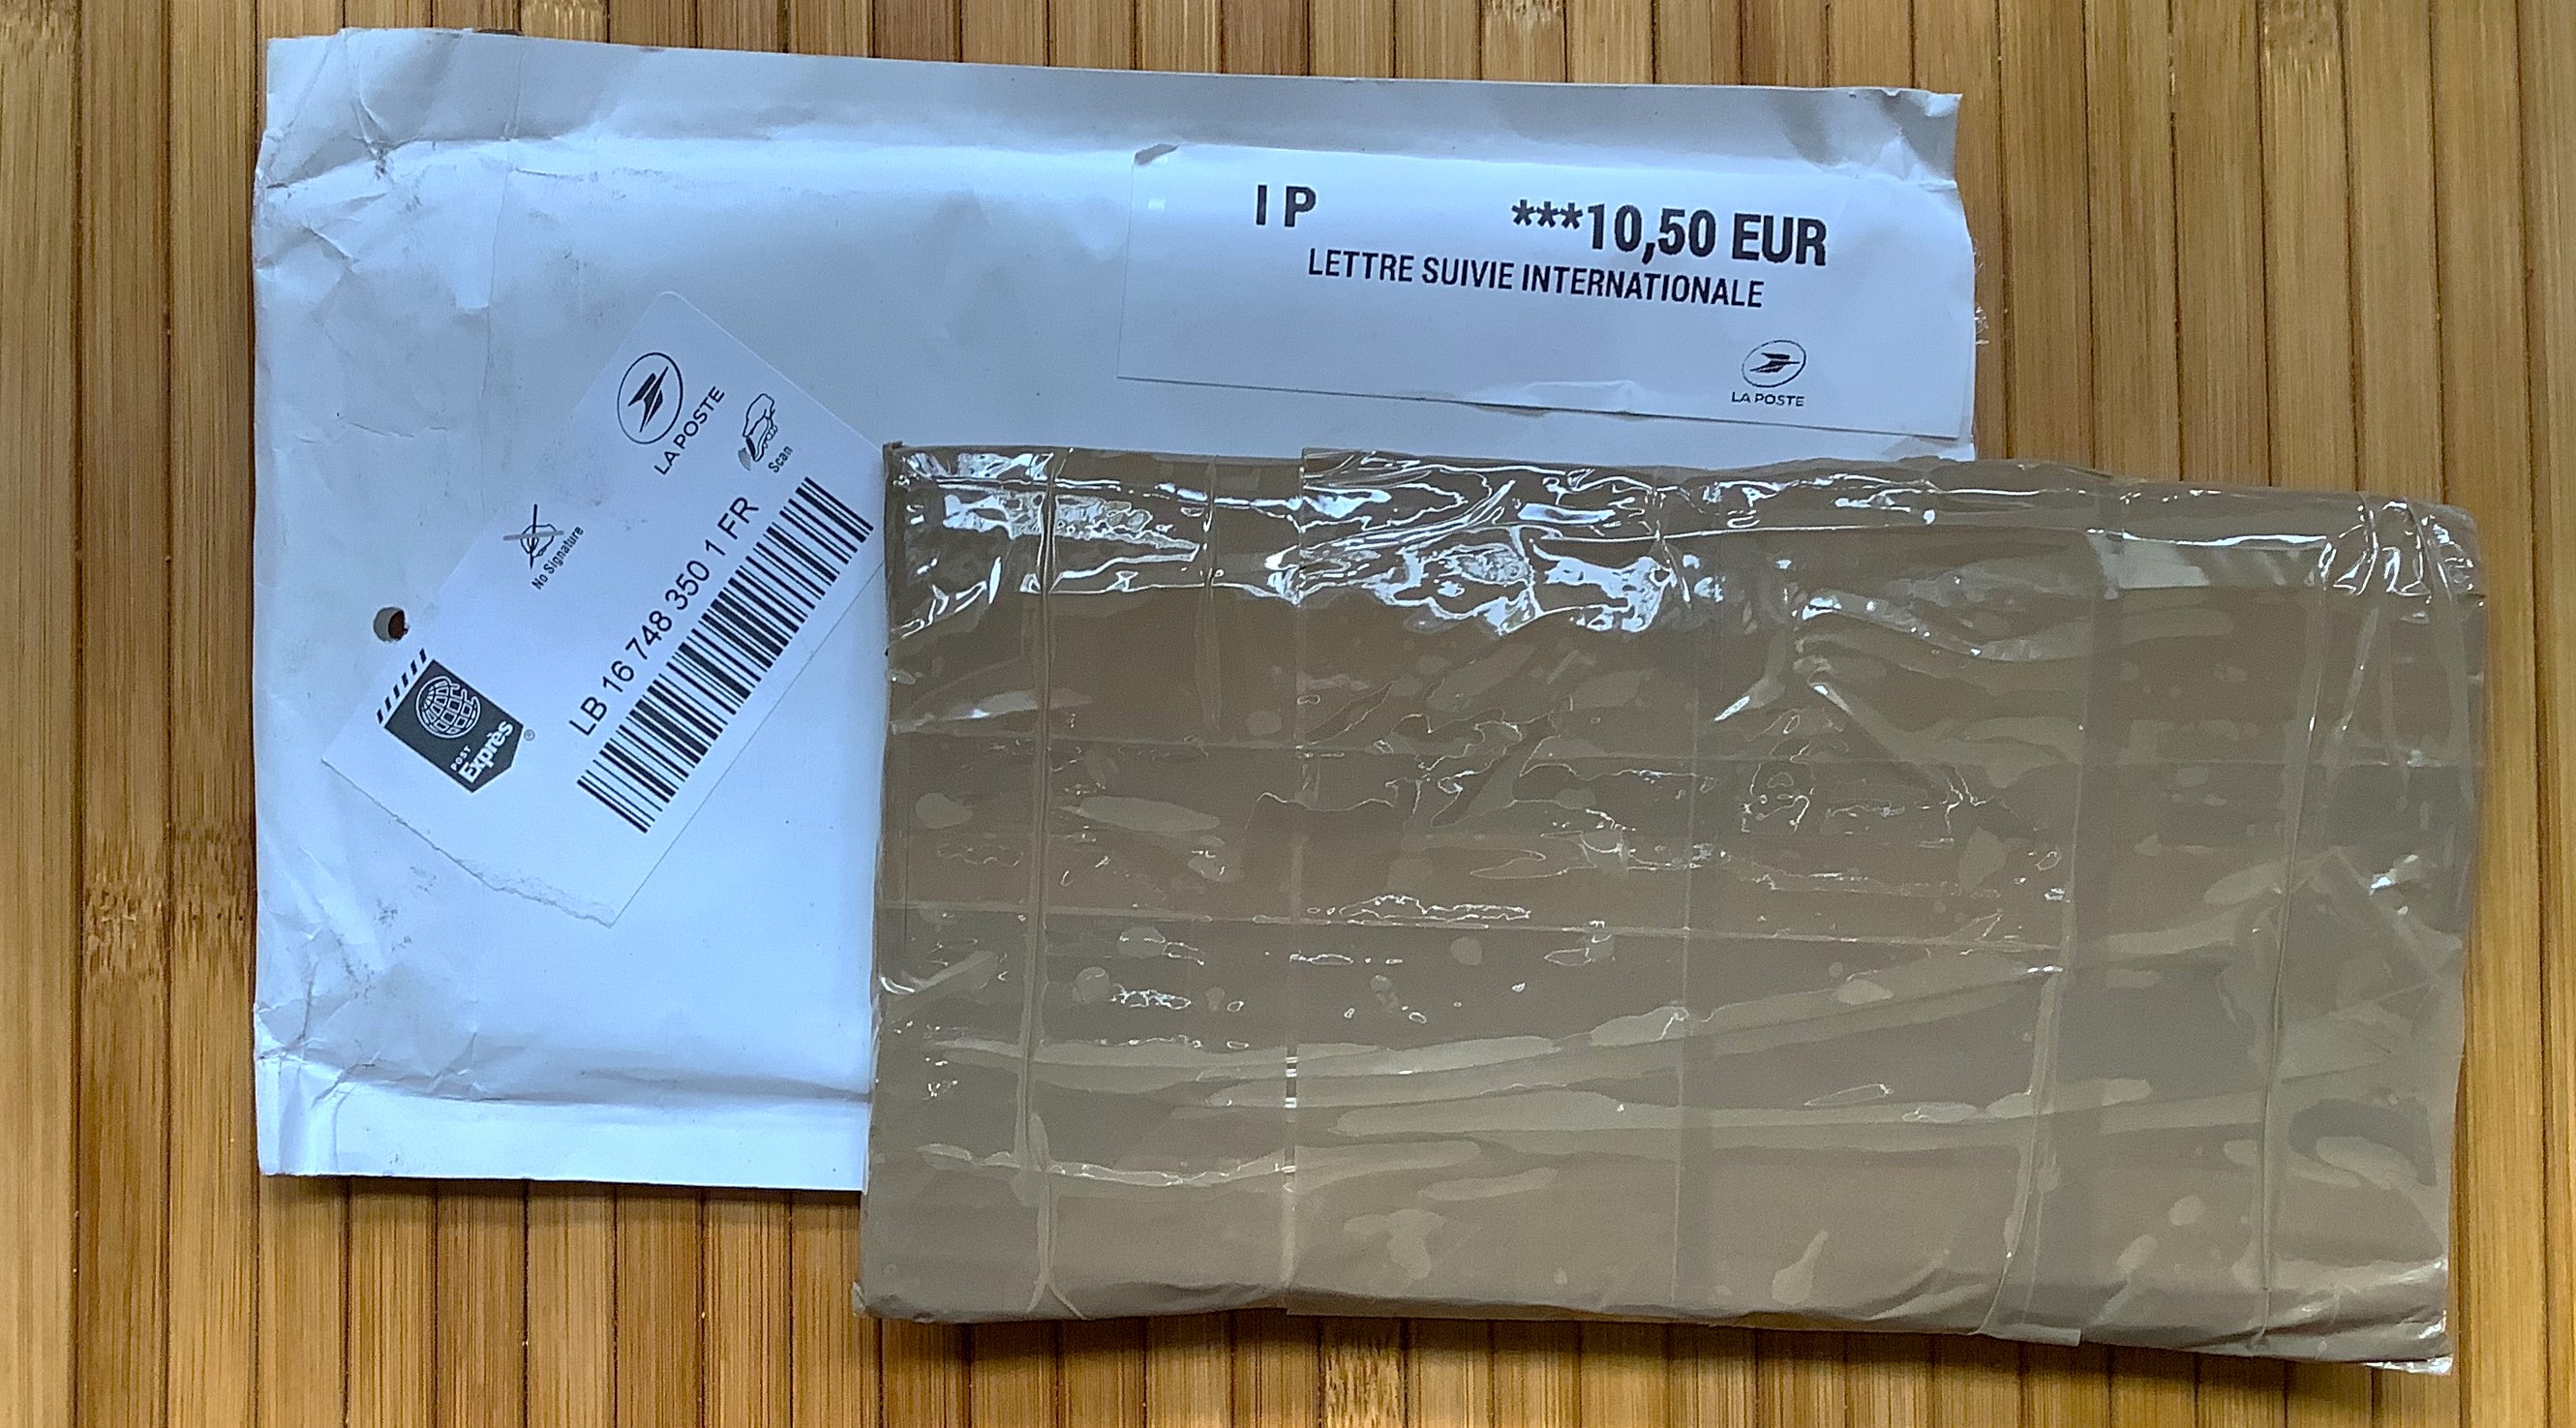 I P ***10,50 EUR
LETTRE SUIVIE INTERNATIONALE
LA POSTE
LA POSTE
Scan
No Signature
LB 16 748 350 1 FR
POST
Exprès®